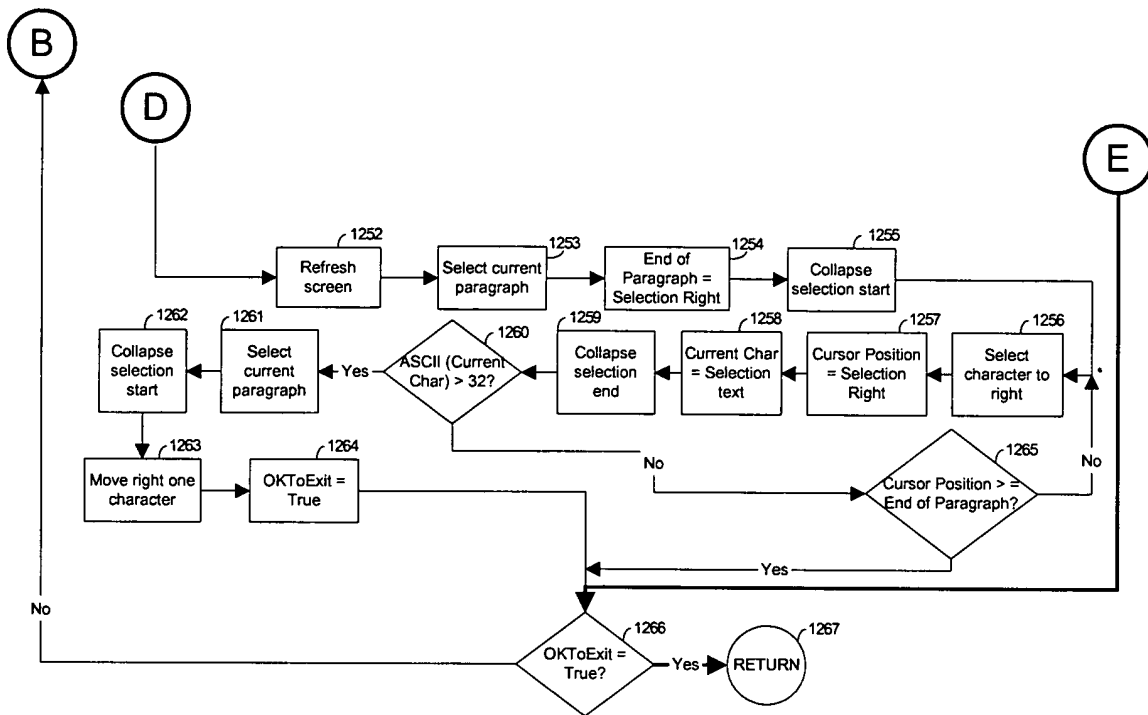 B
D
E
1252
Refresh
screen
1253
Select current
paragraph
1254
End of
Paragraph =
Selection Right
1255
Collapse
selection start
1262
Collapse
selection
start
1261
Select
current
paragraph
Yes
1260
ASCII (Current
Char) > 32?
1259
Collapse
selection
end
1258
Current Char
= Selection
text
1257
Cursor Position
= Selection
Right
1256
Select
character to
right
1263
Move right one
character
1264
OKToExit =
True
No
1265
Cursor Position > =
End of Paragraph?
No
Yes
No
1266
OKToExit =
True?
Yes
1267
RETURN